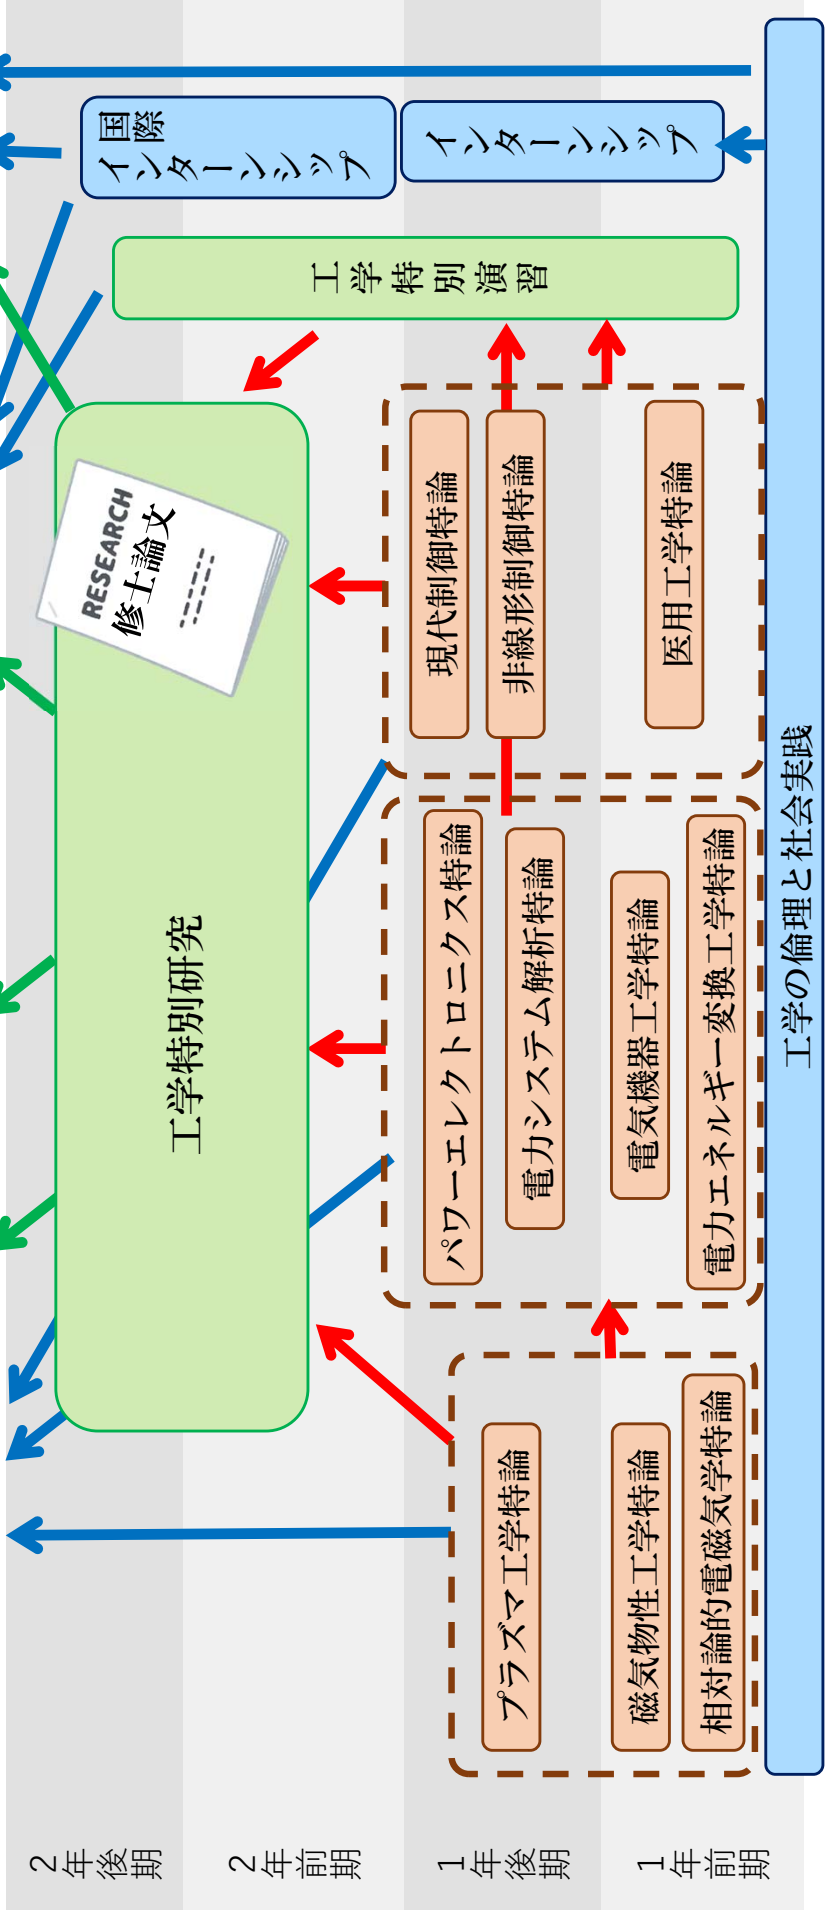 2年後期
2年前期
1年後期
1年前期
国際
インターンシップ
インターンシップ
工学特別演習
工学特別研究
RESEARCH
修士論文
現代制御特論
非線形制御特論
医用工学特論
パワーエレクトロニクス特論
電力システム解析特論
電気機器工学特論
電力エネルギー変換工学特論
プラズマ工学特論
磁気物性工学特論
相対論的電磁気学特論
工学の倫理と社会実践